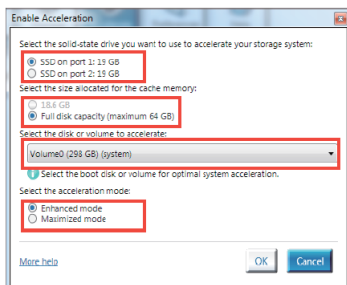 Enable Acceleration
Select the solid-state drive you want to use to accelerate your storage system:
SSD on port 1: 19 GB
SSD on port 2: 19 GB
Select the size allocated for the cache memory:
18.6 GB
Full disk capacity (maximum 64 GB)
Select the disk or volume to accelerate:
Volume0 (298 GB) (system)
Select the boot disk or volume for optimal system acceleration.
Select the acceleration mode:
Enhanced mode
Maximized mode
More help
OK
Cancel